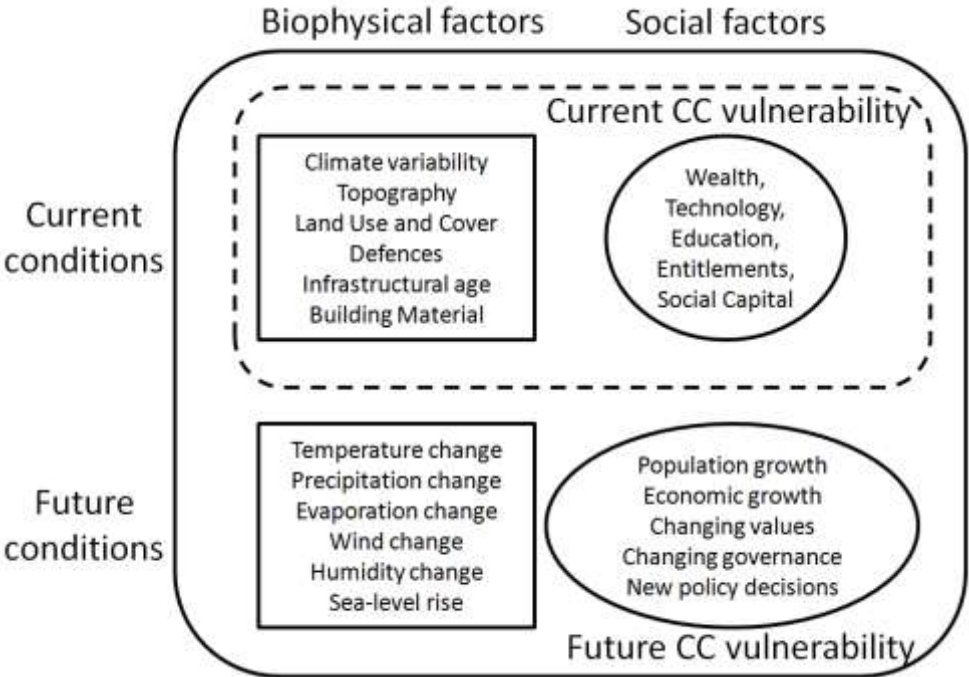 Biophysical factors
Social factors
Current CC vulnerability
Current
conditions
Climate variability
Topography
Land Use and Cover
Defences
Infrastructural age
Building Material
Wealth,
Technology,
Education,
Entitlements,
Social Capital
Future
conditions
Temperature change
Precipitation change
Evaporation change
Wind change
Humidity change
Sea-level rise
Population growth
Economic growth
Changing values
Changing governance
New policy decisions
Future CC vulnerability